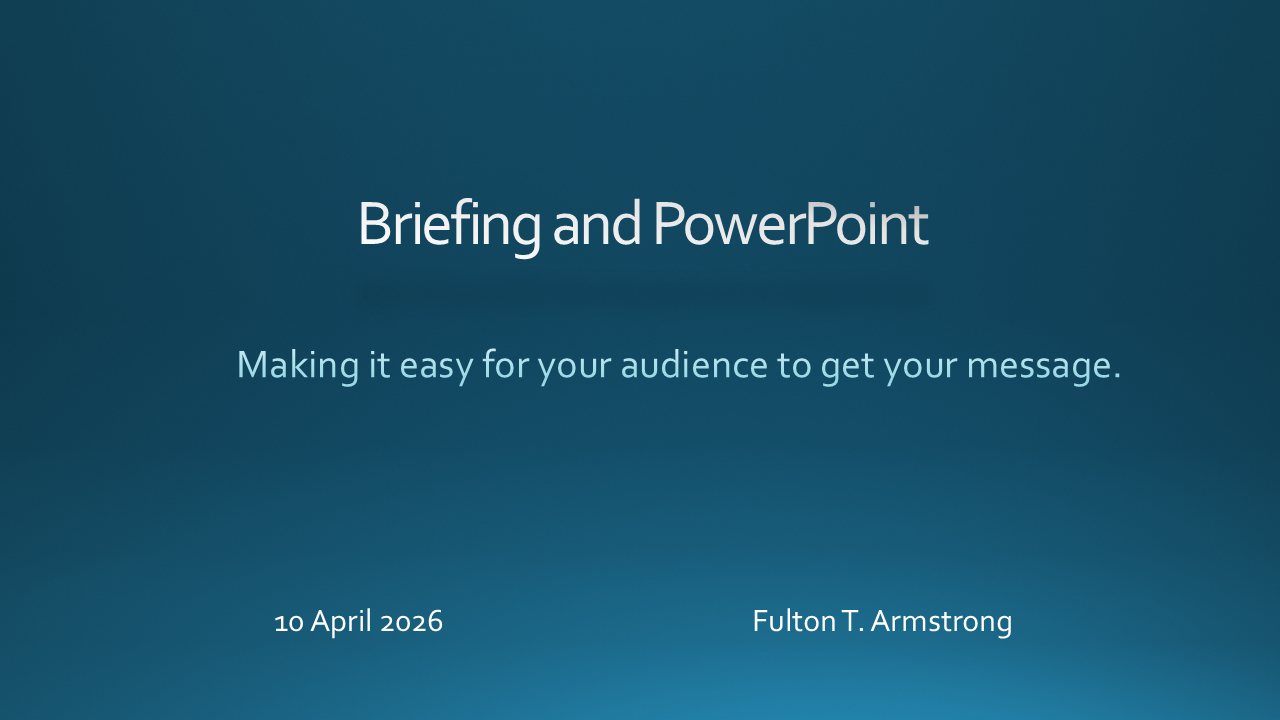 Briefing and PowerPoint
Making it easy for your audience to get your message.
10 April 2026
Fulton T. Armstrong